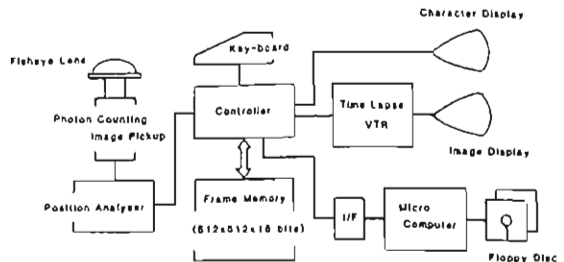 Character Display
Key-board
Fisheye Lens
Photon Counting
Image Pickup
Controller
Time Lapse
VTR
Image Display
Position Analyser
Frame Memory
(512x512x16 bits)
I/F
Micro
Computer
Floppy Disc